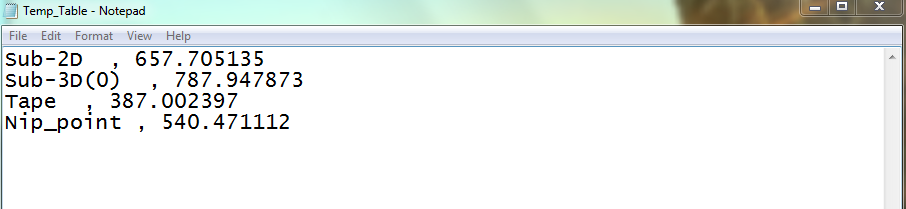 Temp_Table - Notepad
File Edit Format View Help
Sub-2D , 657.705135
Sub-3D(0) , 787.947873
Tape , 387.002397
Nip_point , 540.471112